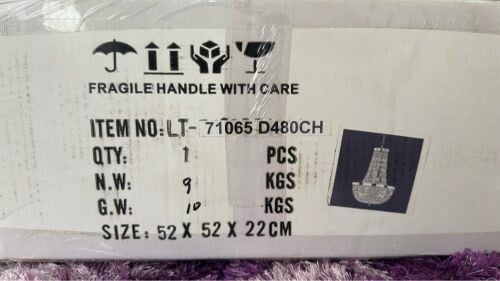 FRAGILE HANDLE WITH CARE
ITEM NO: LT- 71065 D480CH
QTY: 1 PCS
N.W: 9 KGS
G.W: 10 KGS
SIZE: 52 X 52 X 22CM